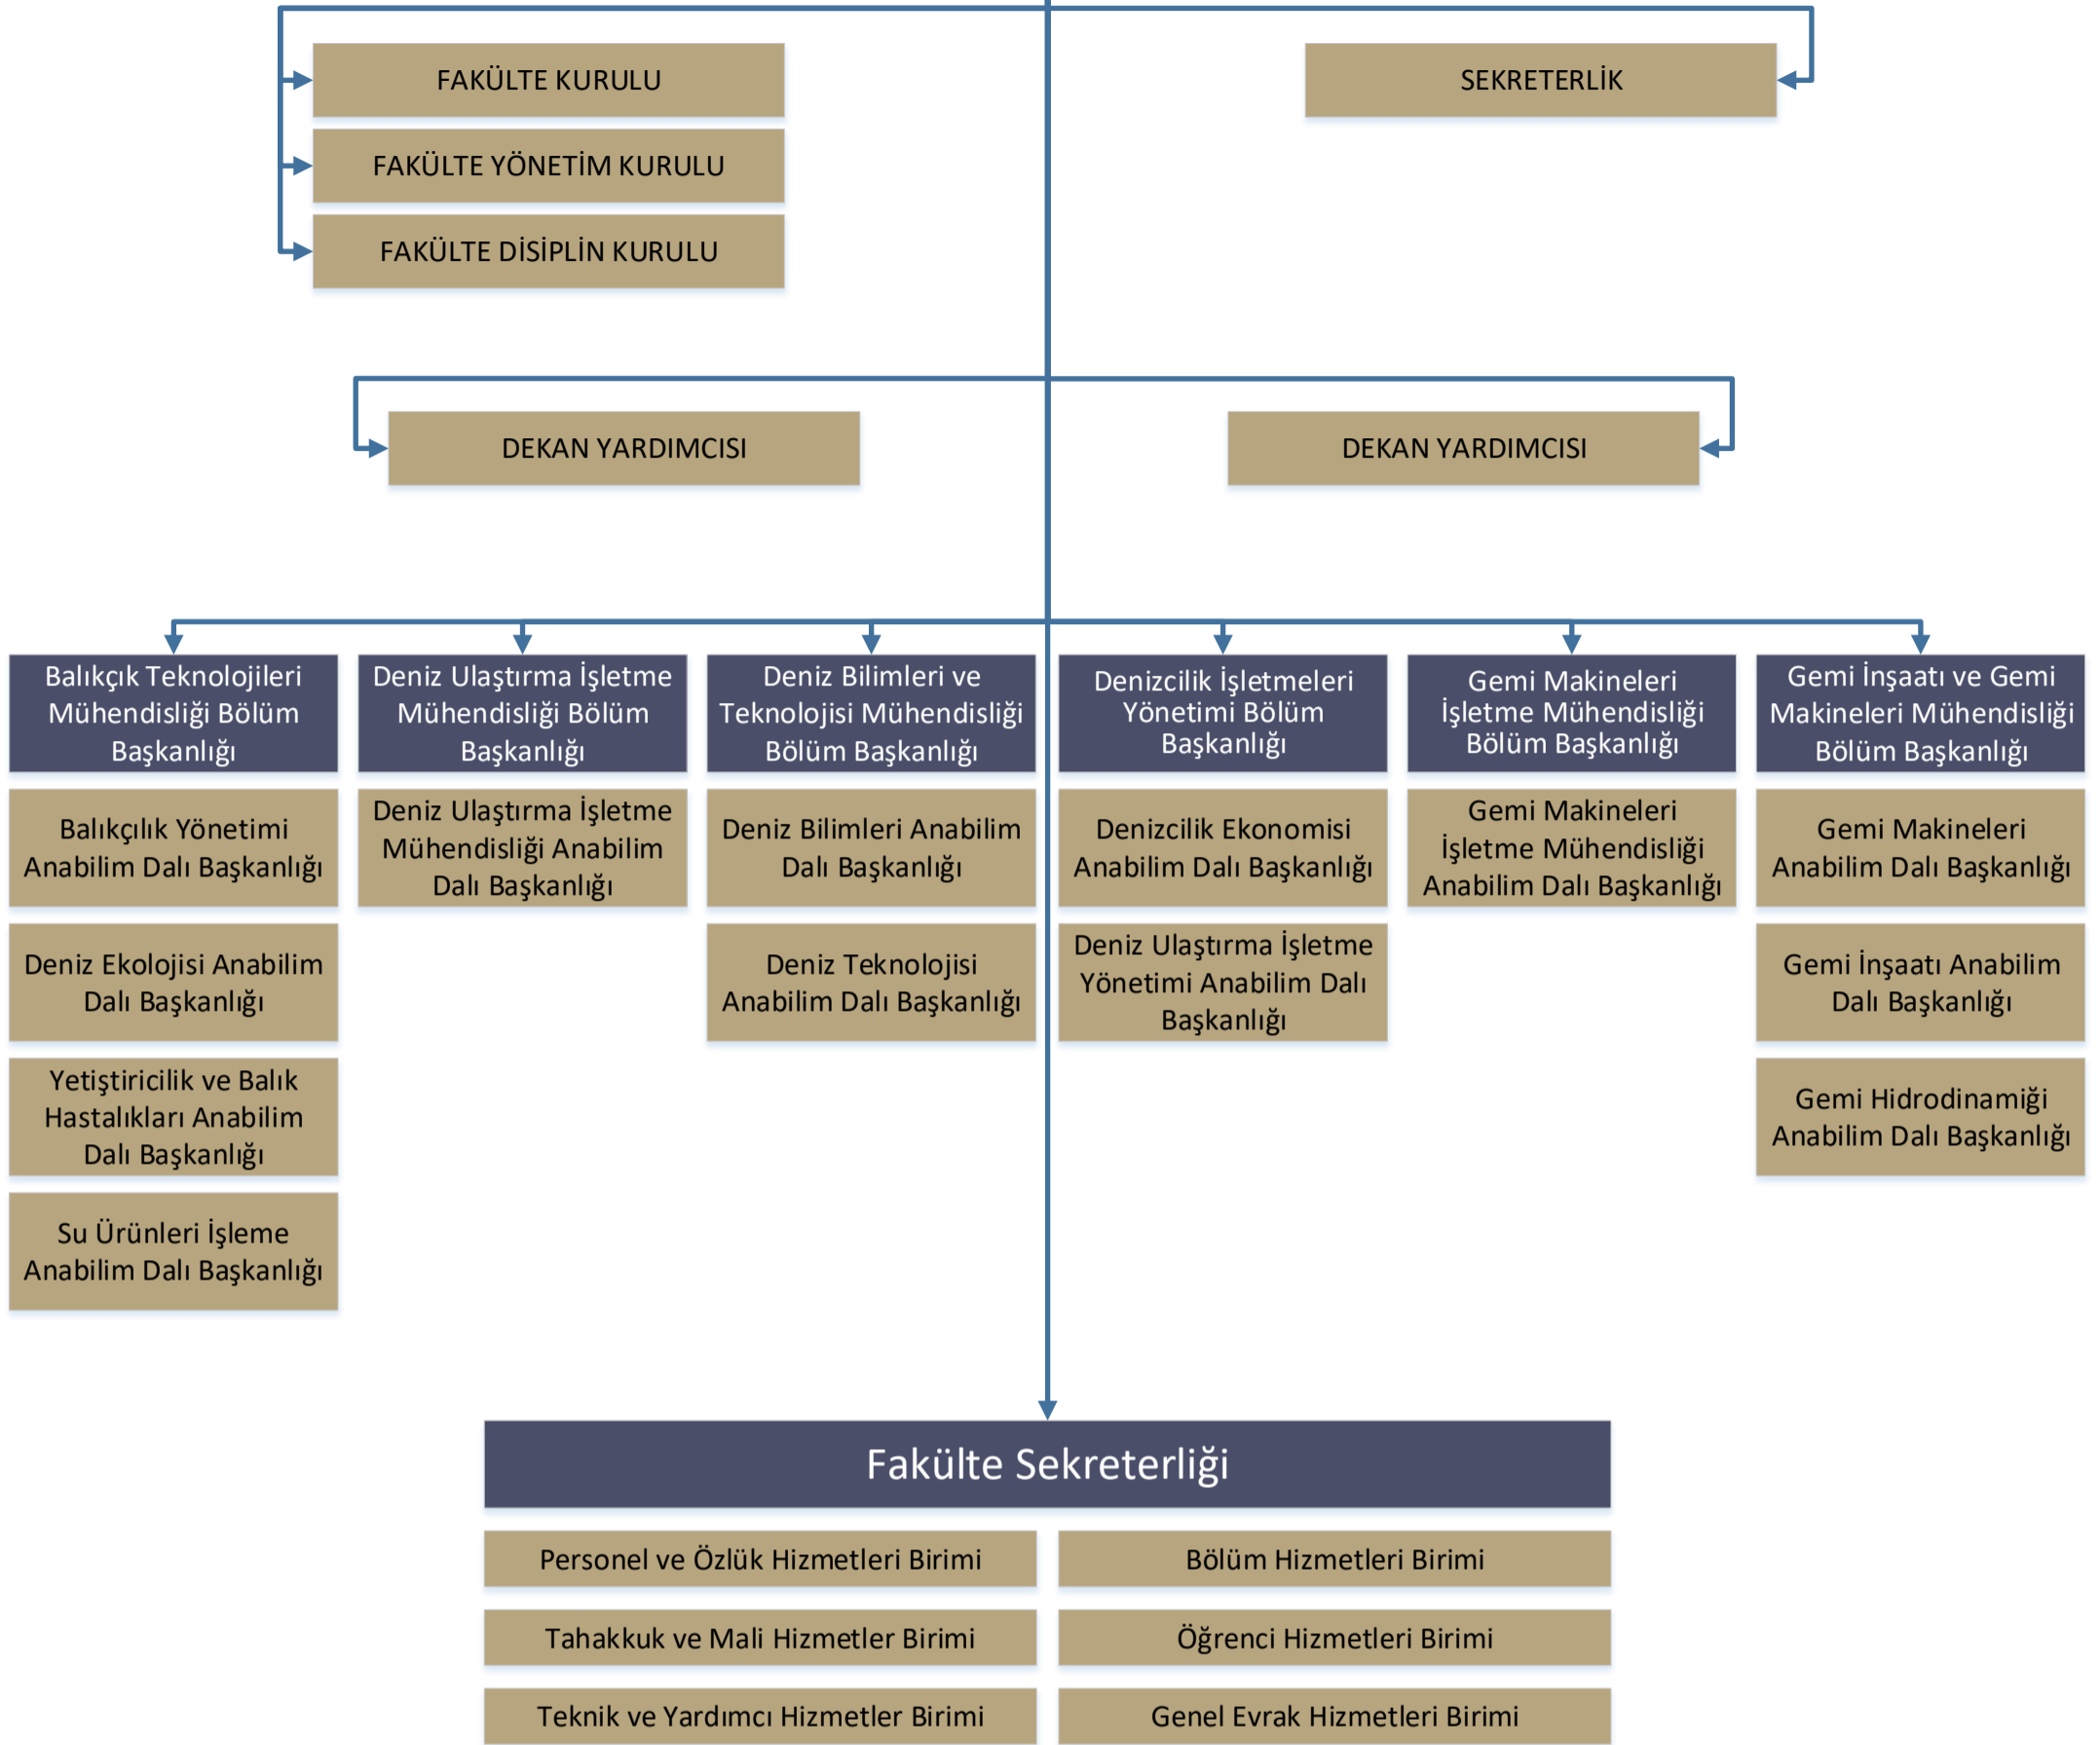 FAKÜLTE KURULU
SEKRETERLİK
FAKÜLTE YÖNETİM KURULU
FAKÜLTE DİSİPLİN KURULU
DEKAN YARDIMCISI
DEKAN YARDIMCISI
Balıkçık Teknolojileri
Mühendisliği Bölüm
Başkanlığı
Balıkçılık Yönetimi
Anabilim Dalı Başkanlığı
Deniz Ekolojisi Anabilim
Dalı Başkanlığı
Yetiştiricilik ve Balık
Hastalıkları Anabilim
Dalı Başkanlığı
Su Ürünleri İşleme
Anabilim Dalı Başkanlığı
Deniz Ulaştırma İşletme
Mühendisliği Bölüm
Başkanlığı
Deniz Ulaştırma İşletme
Mühendisliği Anabilim
Dalı Başkanlığı
Deniz Bilimleri ve
Teknolojisi Mühendisliği
Bölüm Başkanlığı
Deniz Bilimleri Anabilim
Dalı Başkanlığı
Deniz Teknolojisi
Anabilim Dalı Başkanlığı
Denizcilik İşletmeleri
Yönetimi Bölüm
Başkanlığı
Denizcilik Ekonomisi
Anabilim Dalı Başkanlığı
Deniz Ulaştırma İşletme
Yönetimi Anabilim Dalı
Başkanlığı
Gemi Makineleri
İşletme Mühendisliği
Bölüm Başkanlığı
Gemi Makineleri
İşletme Mühendisliği
Anabilim Dalı Başkanlığı
Gemi İnşaatı ve Gemi
Makineleri Mühendisliği
Bölüm Başkanlığı
Gemi Makineleri
Anabilim Dalı Başkanlığı
Gemi İnşaatı Anabilim
Dalı Başkanlığı
Gemi Hidrodinamiği
Anabilim Dalı Başkanlığı
Fakülte Sekreterliği
Personel ve Özlük Hizmetleri Birimi
Bölüm Hizmetleri Birimi
Tahakkuk ve Mali Hizmetler Birimi
Öğrenci Hizmetleri Birimi
Teknik ve Yardımcı Hizmetler Birimi
Genel Evrak Hizmetleri Birimi